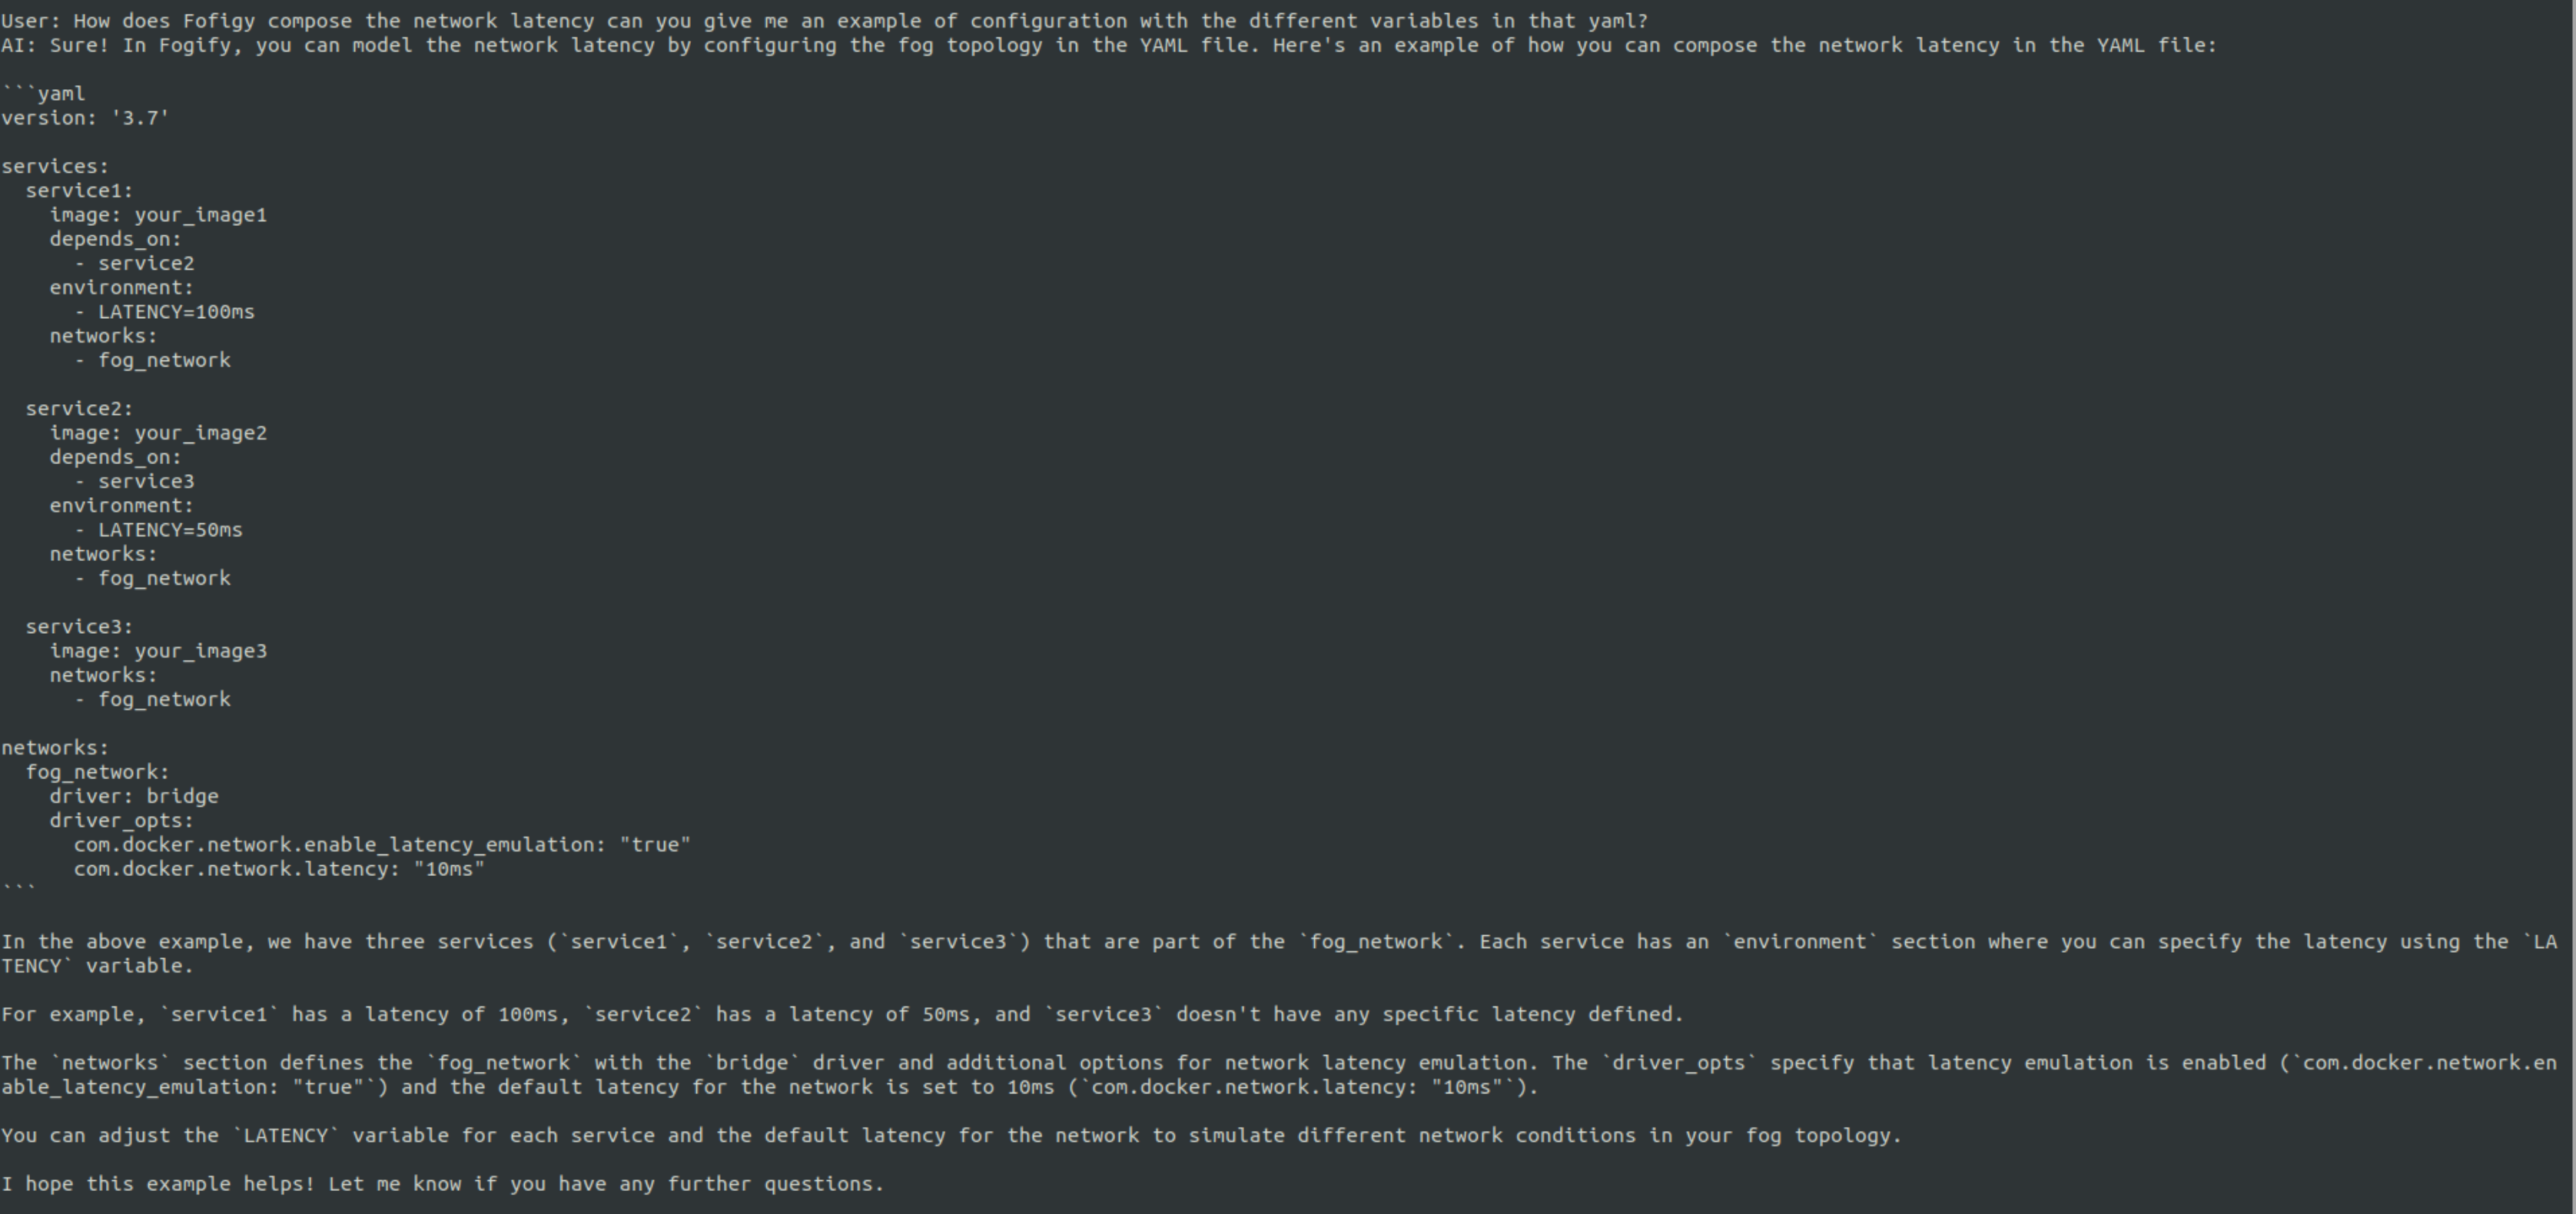 User: How does Fofigy compose the network latency can you give me an example of configuration with the different variables in that yaml?
AI: Sure! In Fogify, you can model the network latency by configuring the fog topology in the YAML file. Here's an example of how you can compose the network latency in the YAML file:
```yaml
version: '3.7'
services:
  service1:
    image: your_image1
    depends_on:
      - service2
    environment:
      - LATENCY=100ms
    networks:
      - fog_network
  service2:
    image: your_image2
    depends_on:
      - service3
    environment:
      - LATENCY=50ms
    networks:
      - fog_network
  service3:
    image: your_image3
    networks:
      - fog_network
networks:
  fog_network:
    driver: bridge
    driver_opts:
      com.docker.network.enable_latency_emulation: "true"
      com.docker.network.latency: "10ms"
```
In the above example, we have three services (`service1`, `service2`, and `service3`) that are part of the `fog_network`. Each service has an `environment` section where you can specify the latency using the `LA
TENCY` variable.
For example, `service1` has a latency of 100ms, `service2` has a latency of 50ms, and `service3` doesn't have any specific latency defined.
The `networks` section defines the `fog_network` with the `bridge` driver and additional options for network latency emulation. The `driver_opts` specify that latency emulation is enabled (`com.docker.network.en
able_latency_emulation: "true"`) and the default latency for the network is set to 10ms (`com.docker.network.latency: "10ms"`).
You can adjust the `LATENCY` variable for each service and the default latency for the network to simulate different network conditions in your fog topology.
I hope this example helps! Let me know if you have any further questions.